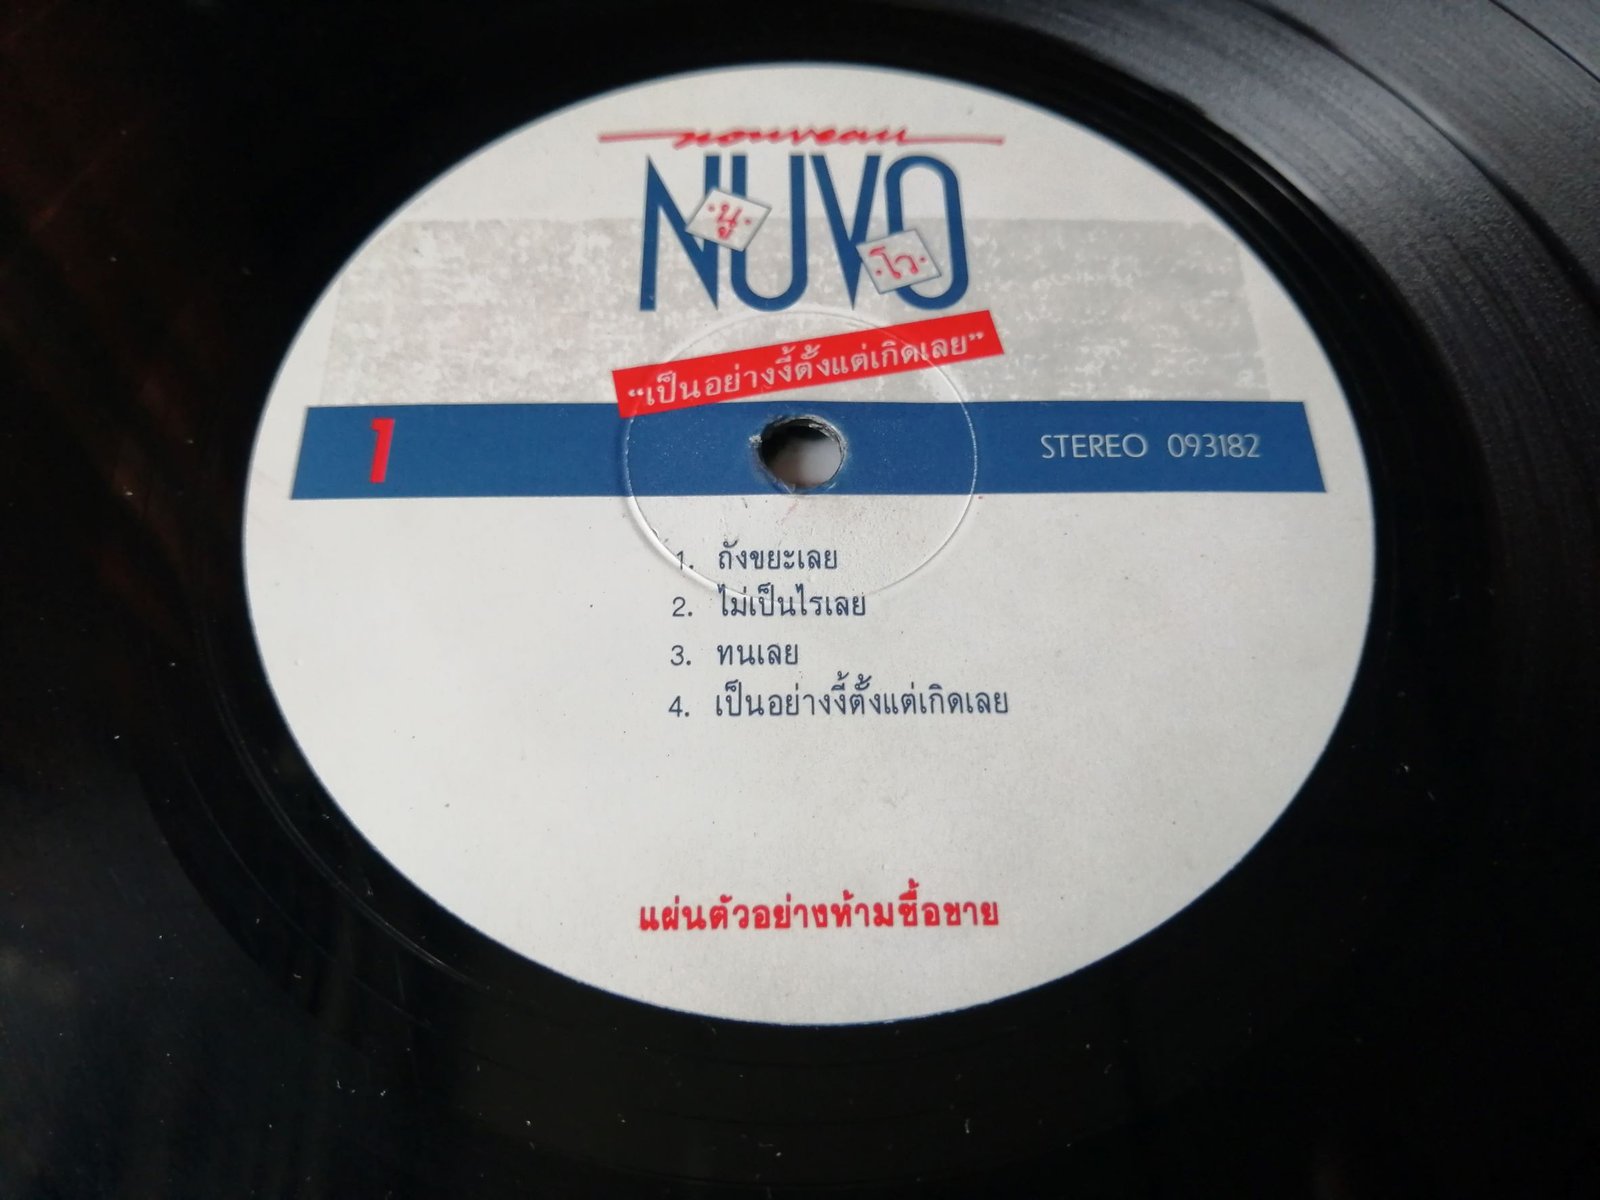 nouveau
NUVO
นู
โว
“เป็นอย่างงี้ตั้งแต่เกิดเลย”
1
STEREO 093182
1. ถังขยะเลย
2. ไม่เป็นไรเลย
3. ทนเลย
4. เป็นอย่างงี้ตั้งแต่เกิดเลย
แผ่นตัวอย่างห้ามซื้อขาย